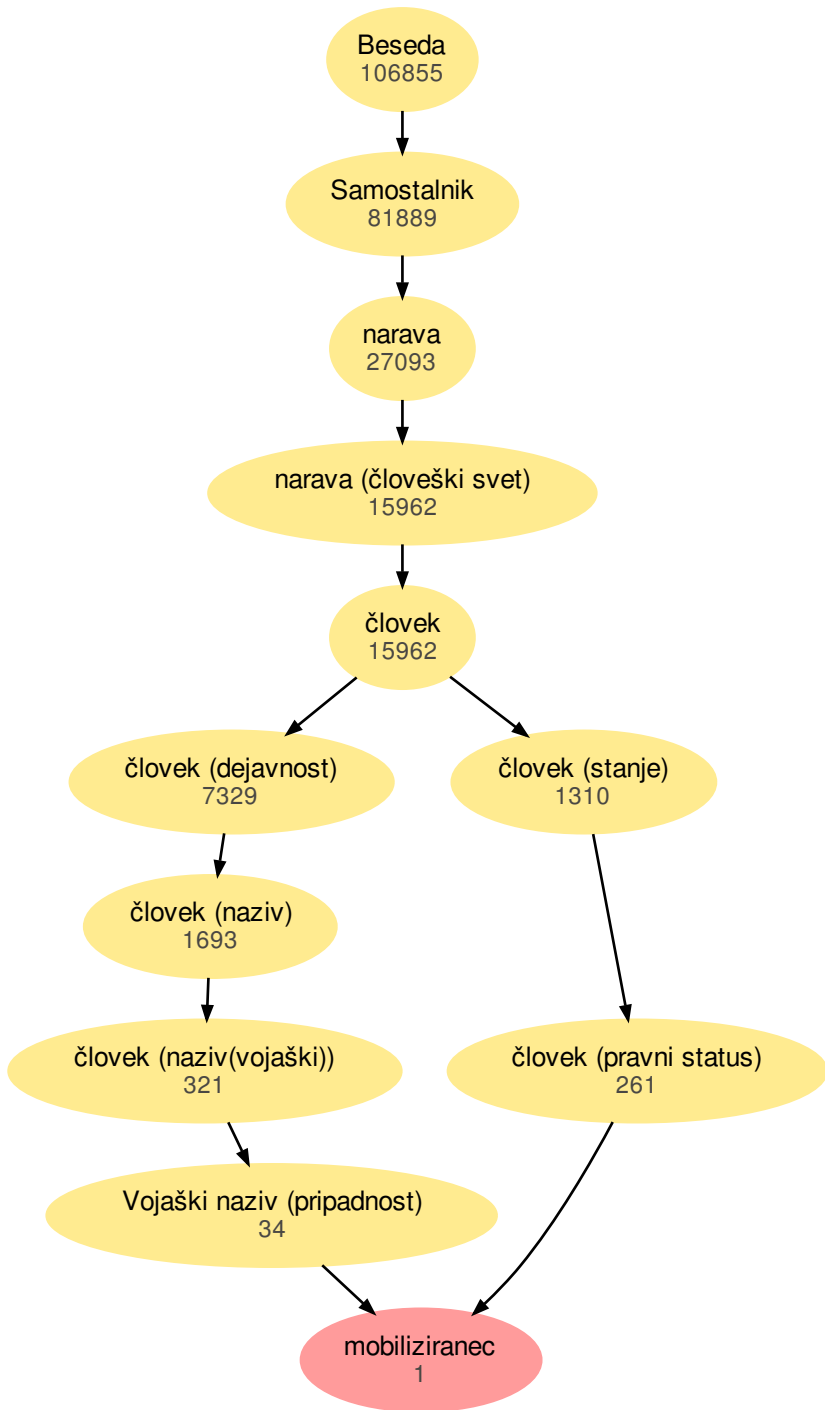 Beseda
106855
Samostalnik
81889
narava
27093
narava (človeški svet)
15962
človek
15962
človek (dejavnost)
7329
človek (stanje)
1310
človek (naziv)
1693
človek (naziv(vojaški))
321
človek (pravni status)
261
Vojaški naziv (pripadnost)
34
mobiliziranec
1